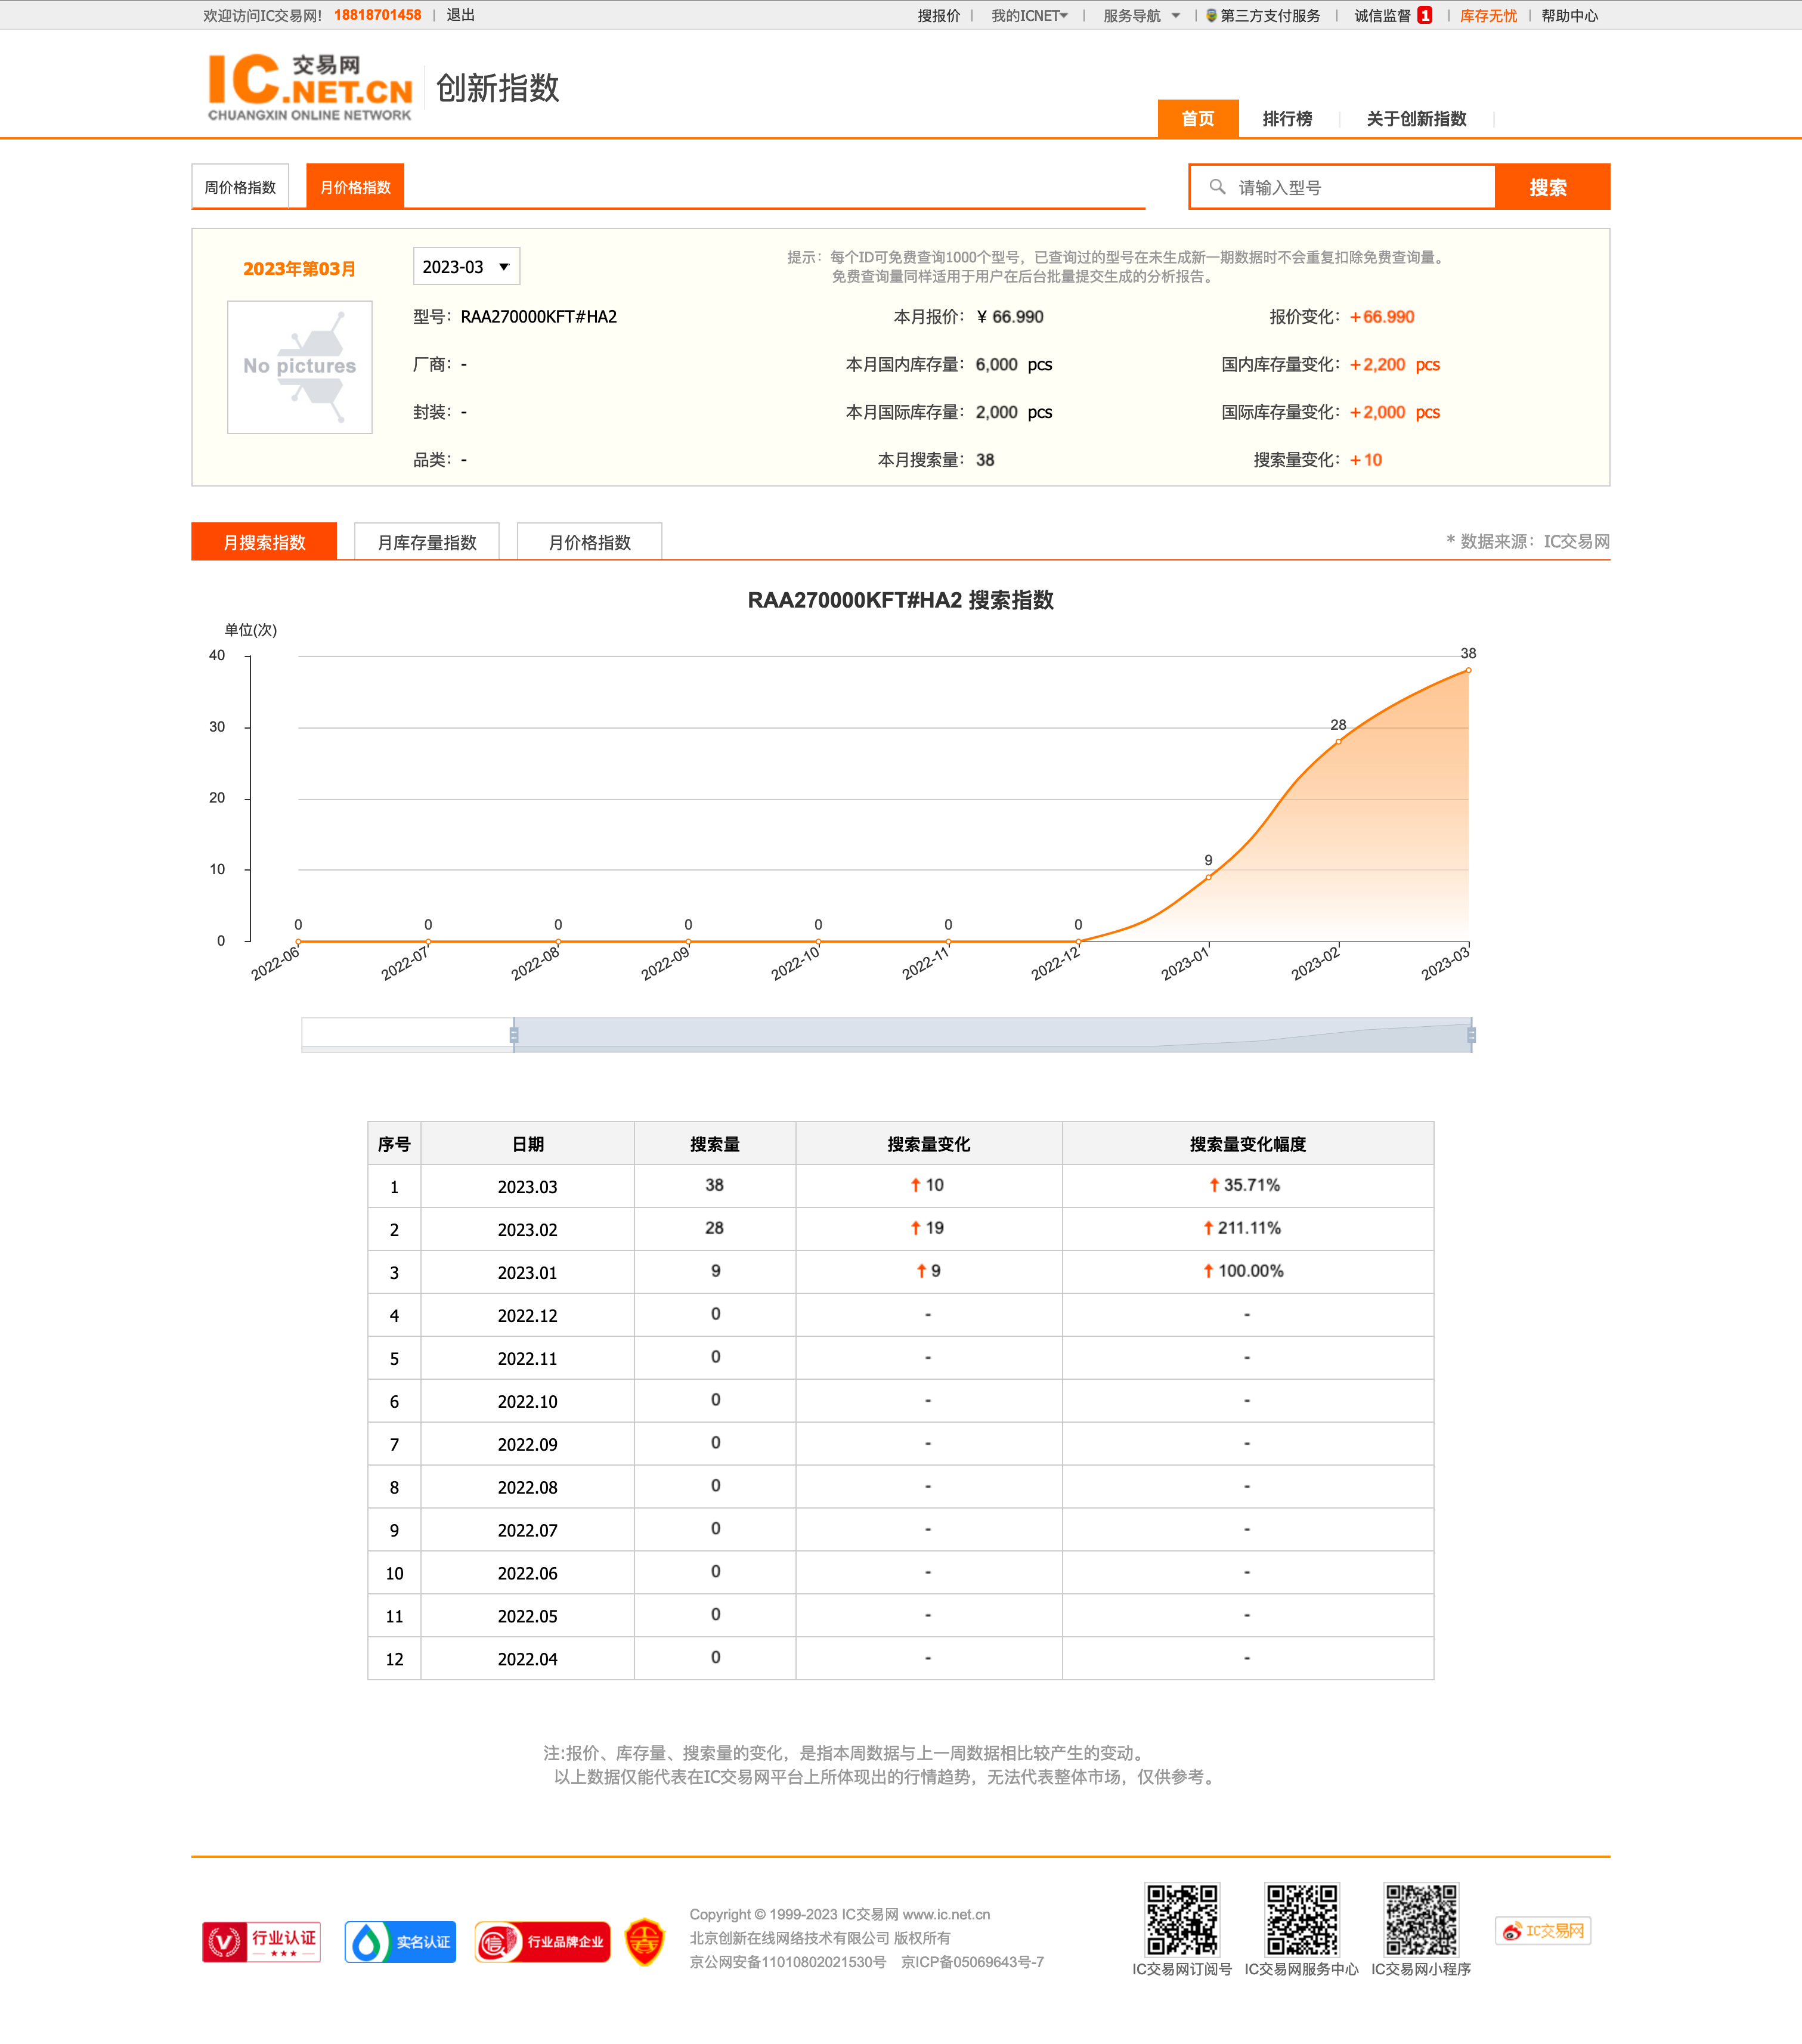 欢迎访问IC交易网! 18818701458 | 退出 搜报价 | 我的ICNET | 服务导航 | 第三方支付服务 | 诚信监督 1 | 库存无忧 | 帮助中心
IC.NET.CN 交易网
CHUANGXIN ONLINE NETWORK
创新指数
首页 排行榜 关于创新指数
周价格指数 月价格指数 请输入型号 搜索
2023年第03月 2023-03
提示: 每个ID可免费查询1000个型号，已查询过的型号在未生成新一期数据时不会重复扣除免费查询量。
免费查询量同样适用于用户在后台批量提交生成的分析报告。
No pictures
型号: RAA270000KFT#HA2 本月报价: ¥ 66.990 报价变化: +66.990
厂商: - 本月国内库存量: 6,000 pcs 国内库存量变化: +2,200 pcs
封装: - 本月国际库存量: 2,000 pcs 国际库存量变化: +2,000 pcs
品类: - 本月搜索量: 38 搜索量变化: +10
月搜索指数 月库存量指数 月价格指数 * 数据来源: IC交易网
RAA270000KFT#HA2 搜索指数
单位(次)
40
30
20
10
0
0 0 0 0 0 0 0 9 28 38
2022-06 2022-07 2022-08 2022-09 2022-10 2022-11 2022-12 2023-01 2023-02 2023-03
序号 日期 搜索量 搜索量变化 搜索量变化幅度
1 2023.03 38 ↑ 10 ↑ 35.71%
2 2023.02 28 ↑ 19 ↑ 211.11%
3 2023.01 9 ↑ 9 ↑ 100.00%
4 2022.12 0 - -
5 2022.11 0 - -
6 2022.10 0 - -
7 2022.09 0 - -
8 2022.08 0 - -
9 2022.07 0 - -
10 2022.06 0 - -
11 2022.05 0 - -
12 2022.04 0 - -
注:报价、库存量、搜索量的变化，是指本周数据与上一周数据相比较产生的变动。
以上数据仅能代表在IC交易网平台上所体现出的行情趋势，无法代表整体市场，仅供参考。
行业认证
实名认证
信 行业品牌企业
Copyright © 1999-2023 IC交易网 www.ic.net.cn
北京创新在线网络技术有限公司 版权所有
京公网安备11010802021530号 京ICP备05069643号-7
IC交易网订阅号 IC交易网服务中心 IC交易网小程序
IC交易网